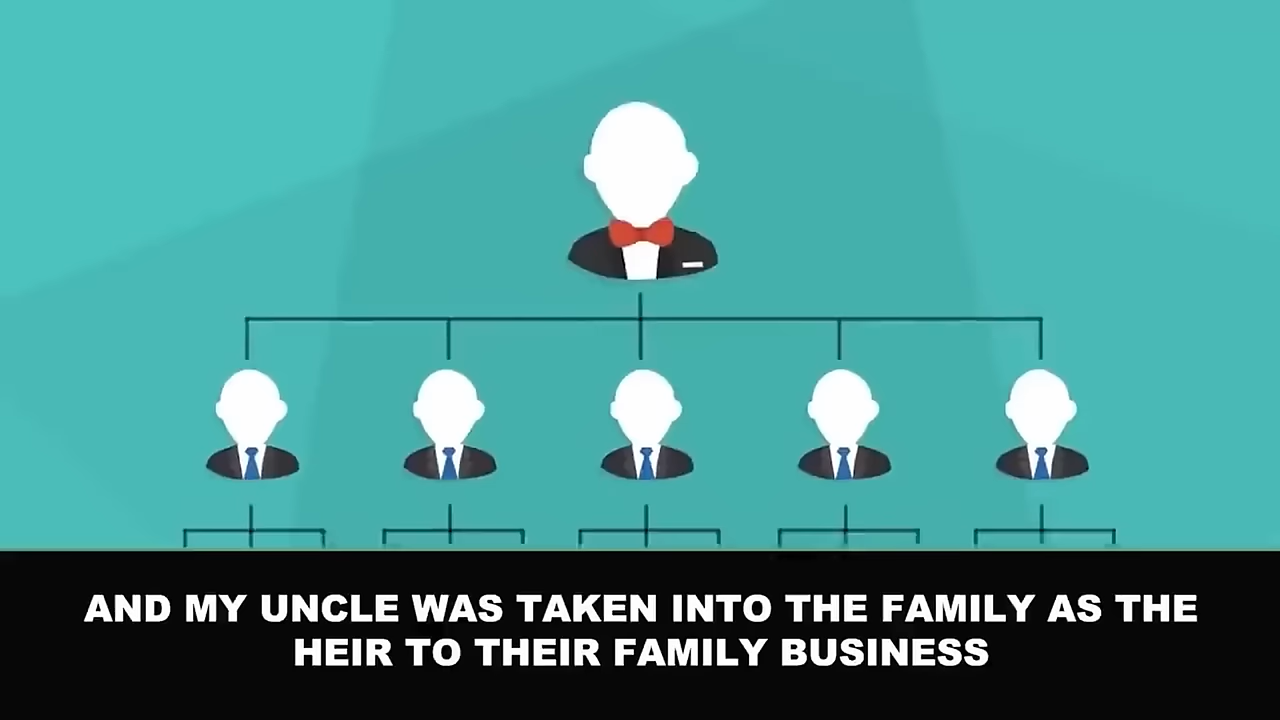 AND MY UNCLE WAS TAKEN INTO THE FAMILY AS THE
HEIR TO THEIR FAMILY BUSINESS